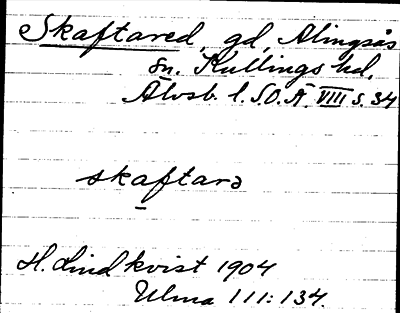 Skaftared, gd, Alingsås
sn. Kullings hd,
Älvsb. l. S.O.Ä VIII s. 34
skaftarə
H. Lindkvist 1904
Ulma 111:134.